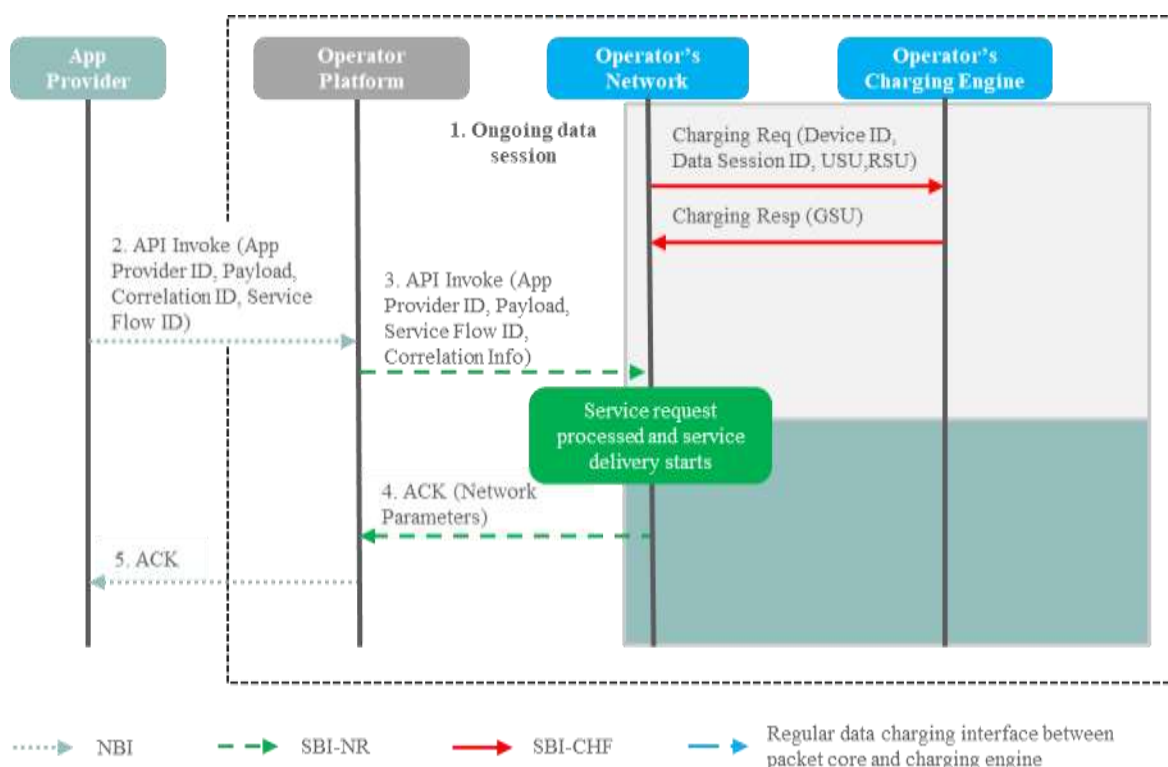 App
Provider
Operator
Platform
Operator's
Network
Operator's
Charging Engine
1. Ongoing data
session
Charging Req (Device ID,
Data Session ID, USU,RSU)
Charging Resp (GSU)
2. API Invoke (App
Provider ID, Payload,
Correlation ID, Service
Flow ID)
3. API Invoke (App
Provider ID, Payload,
Service Flow ID,
Correlation Info)
Service request
processed and service
delivery starts
4. ACK (Network
Parameters)
5. ACK
NBI
SBI-NR
SBI-CHF
Regular data charging interface between
packet core and charging engine